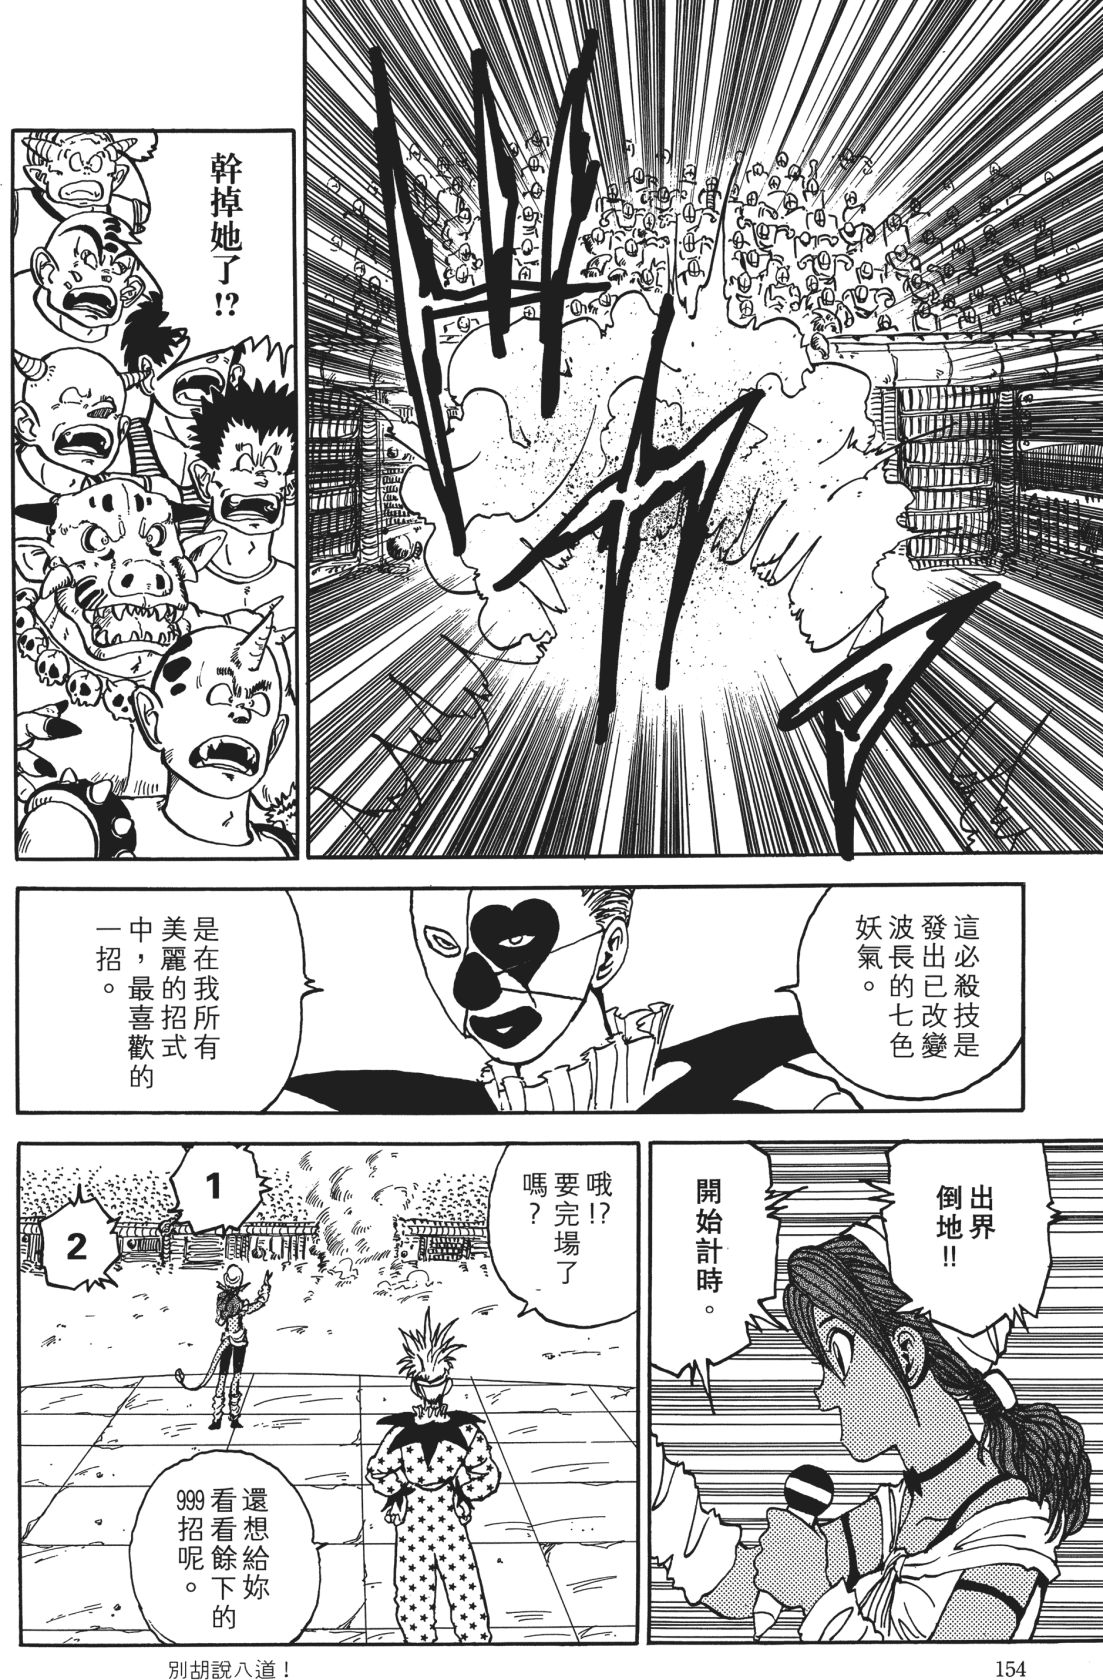 幹掉她了!?
這必殺技是
發出已改變
波長的七色
妖氣。
是在我所有
美麗的招式
中，最喜歡的
一招。
出界
倒地!!
開始計時。
哦!?
要完場了
嗎？
1
2
還想給妳
看看餘下的
999招呢。
別胡說八道！
154